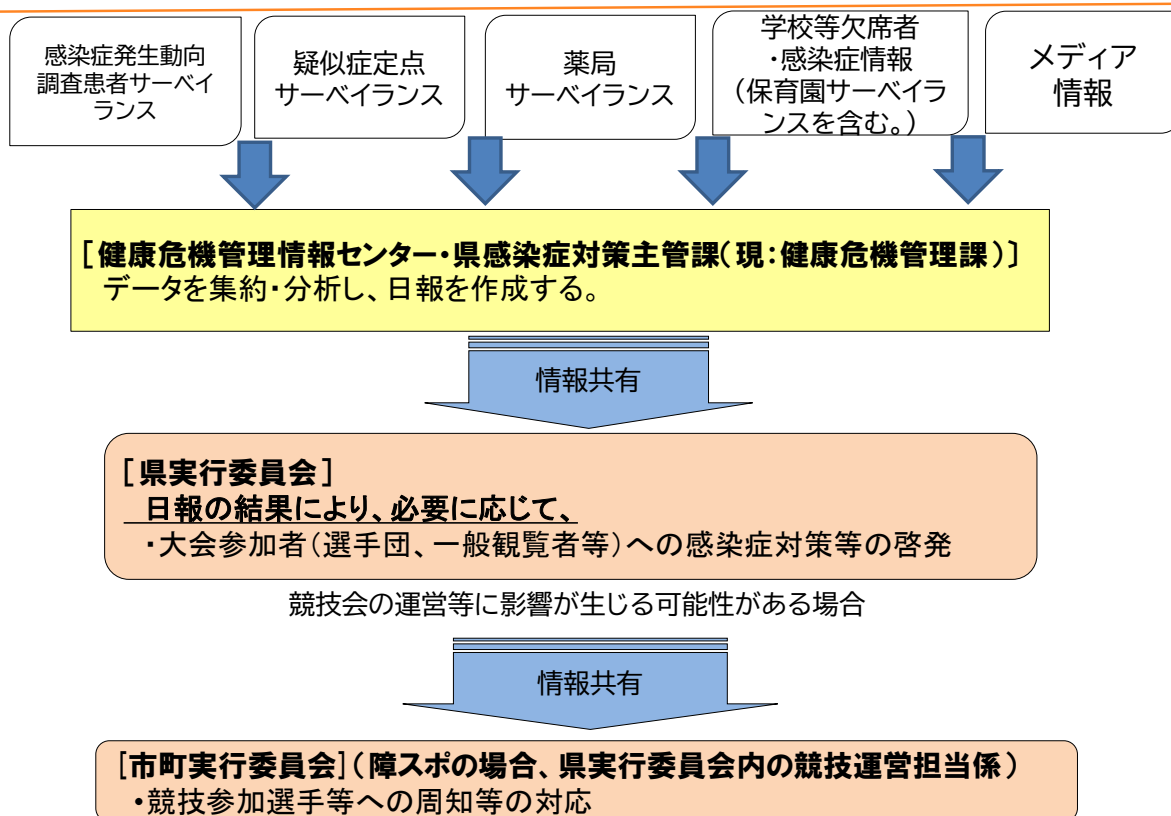 感染症発生動向
調査患者サーベイ
ランス
疑似症定点
サーベイランス
薬局
サーベイランス
学校等欠席者
・感染症情報
（保育園サーベイラ
ンスを含む。）
メディア
情報
［健康危機管理情報センター・県感染症対策主管課（現：健康危機管理課）］
データを集約・分析し、日報を作成する。
情報共有
［県実行委員会］
日報の結果により、必要に応じて、
・大会参加者（選手団、一般観覧者等）への感染症対策等の啓発
競技会の運営等に影響が生じる可能性がある場合
情報共有
［市町実行委員会］（障スポの場合、県実行委員会内の競技運営担当係）
・競技参加選手等への周知等の対応